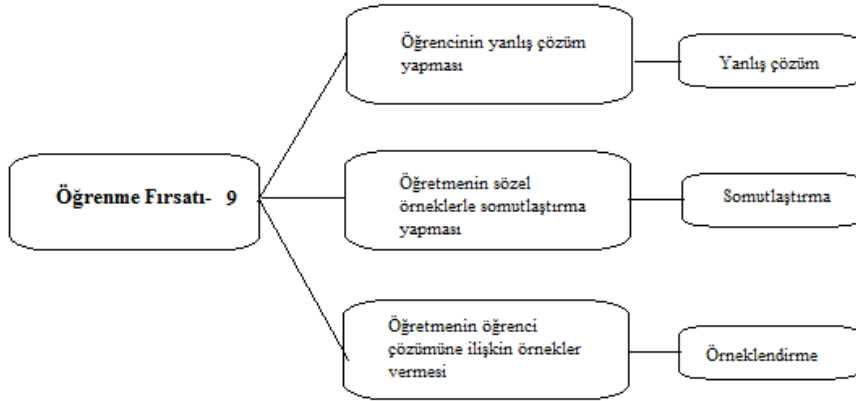 Öğrencinin yanlış çözüm
yapması
Yanlış çözüm
Öğrenme Fırsatı- 9
Öğretmenin sözel
örneklerle somutlaştırma
yapması
Somutlaştırma
Öğretmenin öğrenci
çözümüne ilişkin örnekler
vermesi
Örneklendirme